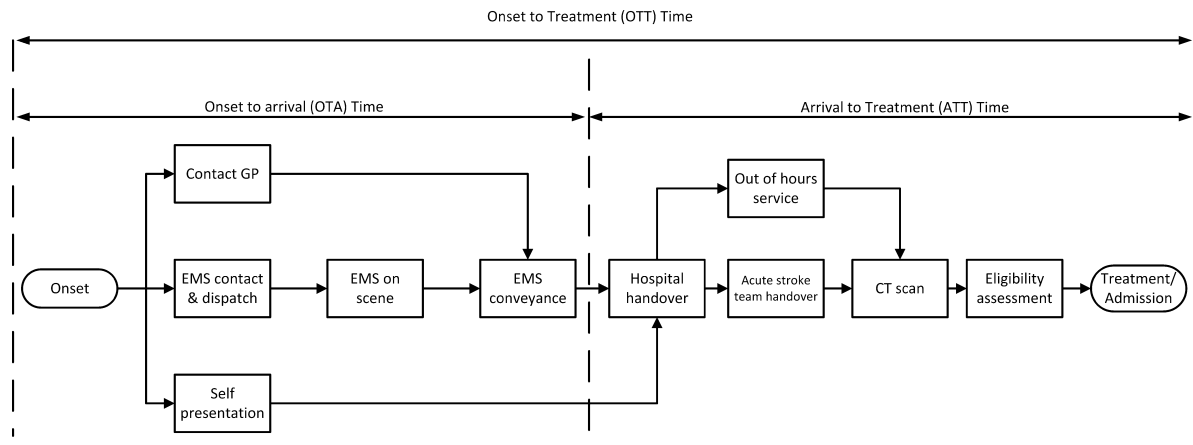 Onset to Treatment (OTT) Time
Onset to arrival (OTA) Time
Arrival to Treatment (ATT) Time
Contact GP
Out of hours
service
Onset
EMS contact
& dispatch
EMS on
scene
EMS
conveyance
Hospital
handover
Acute stroke
team handover
CT scan
Eligibility
assessment
Treatment/
Admission
Self
presentation